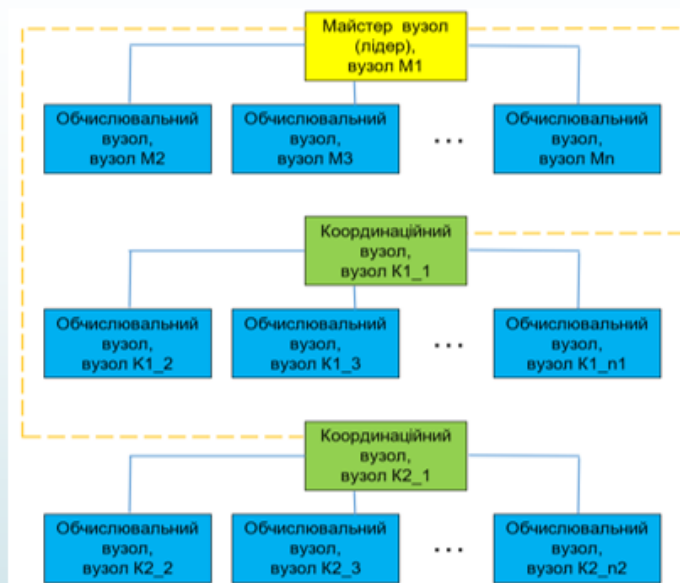 Майстер вузол
(лідер),
вузол М1
Обчислювальний
вузол,
вузол М2
Обчислювальний
вузол,
вузол М3
...
Обчислювальний
вузол,
вузол Мn
Координаційний
вузол,
вузол К1_1
Обчислювальний
вузол,
вузол К1_2
Обчислювальний
вузол,
вузол К1_3
...
Обчислювальний
вузол,
вузол К1_n1
Координаційний
вузол,
вузол К2_1
Обчислювальний
вузол,
вузол К2_2
Обчислювальний
вузол,
вузол К2_3
...
Обчислювальний
вузол,
вузол К2_n2